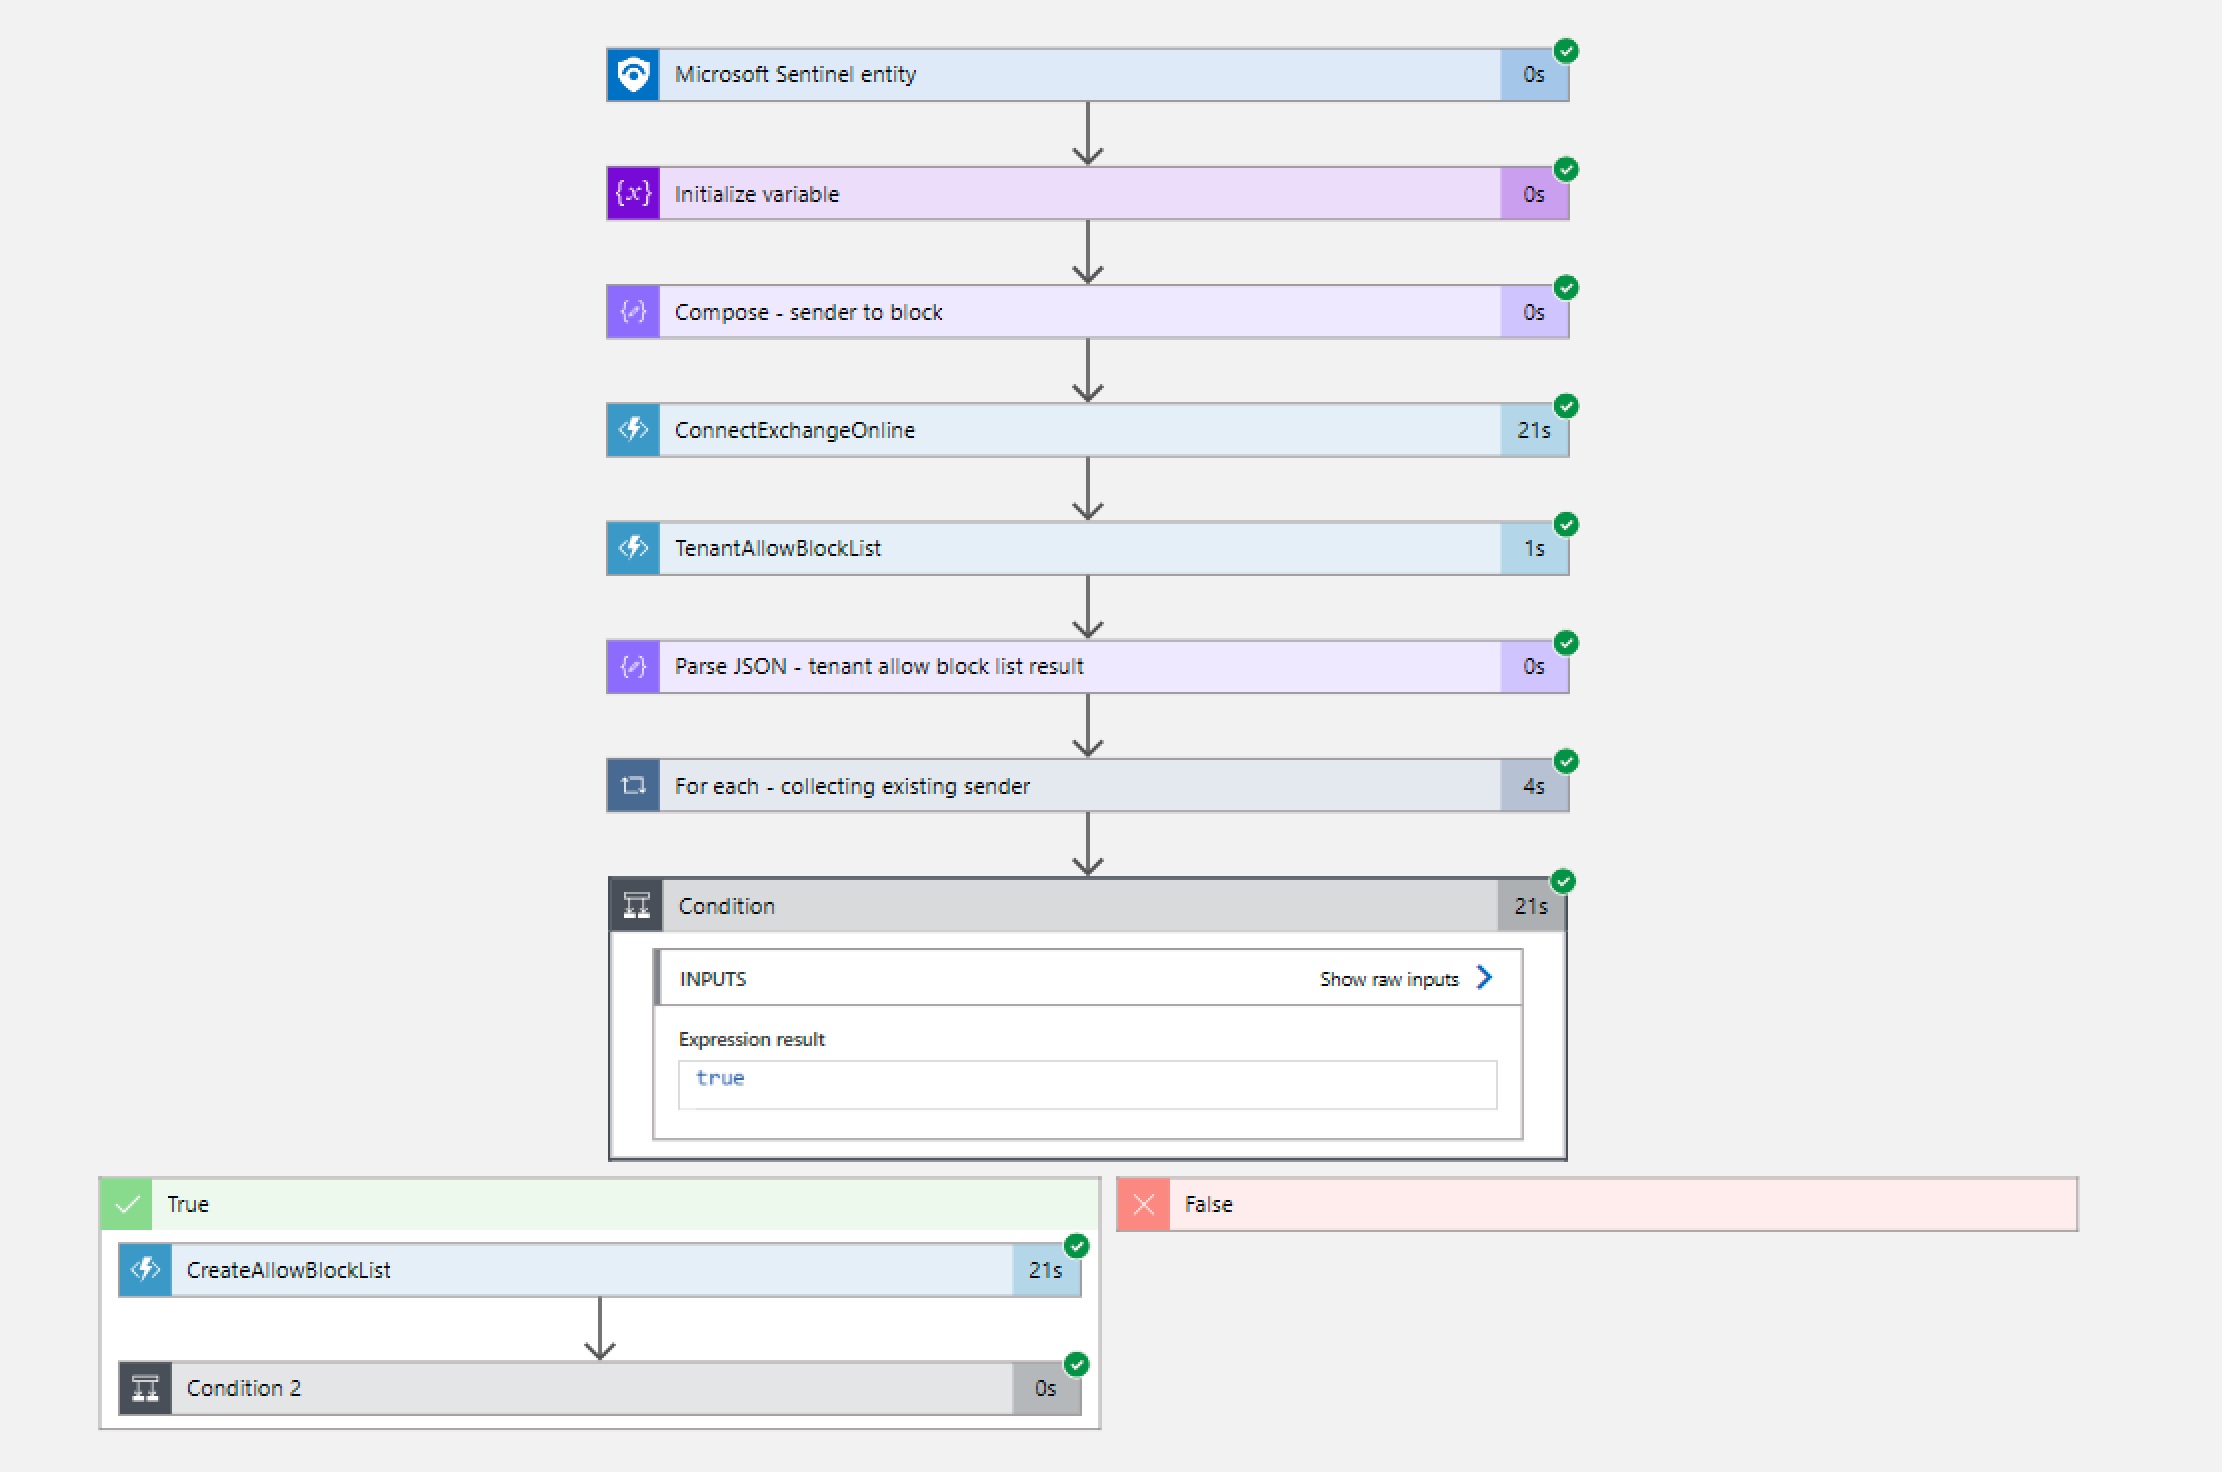 Microsoft Sentinel entity 0s
{x} Initialize variable 0s
Compose - sender to block 0s
ConnectExchangeOnline 21s
TenantAllowBlockList 1s
Parse JSON - tenant allow block list result 0s
For each - collecting existing sender 4s
Condition 21s
INPUTS Show raw inputs
Expression result
true
True
False
CreateAllowBlockList 21s
Condition 2 0s